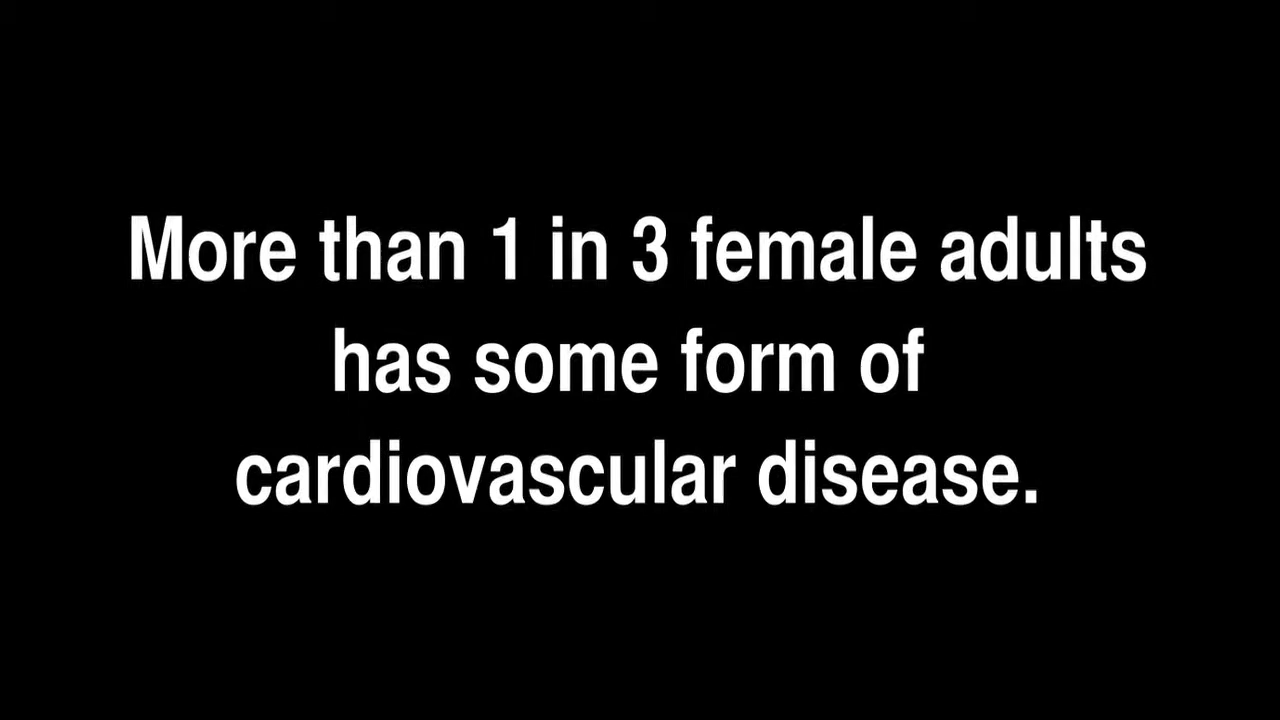 More than 1 in 3 female adults
has some form of
cardiovascular disease.